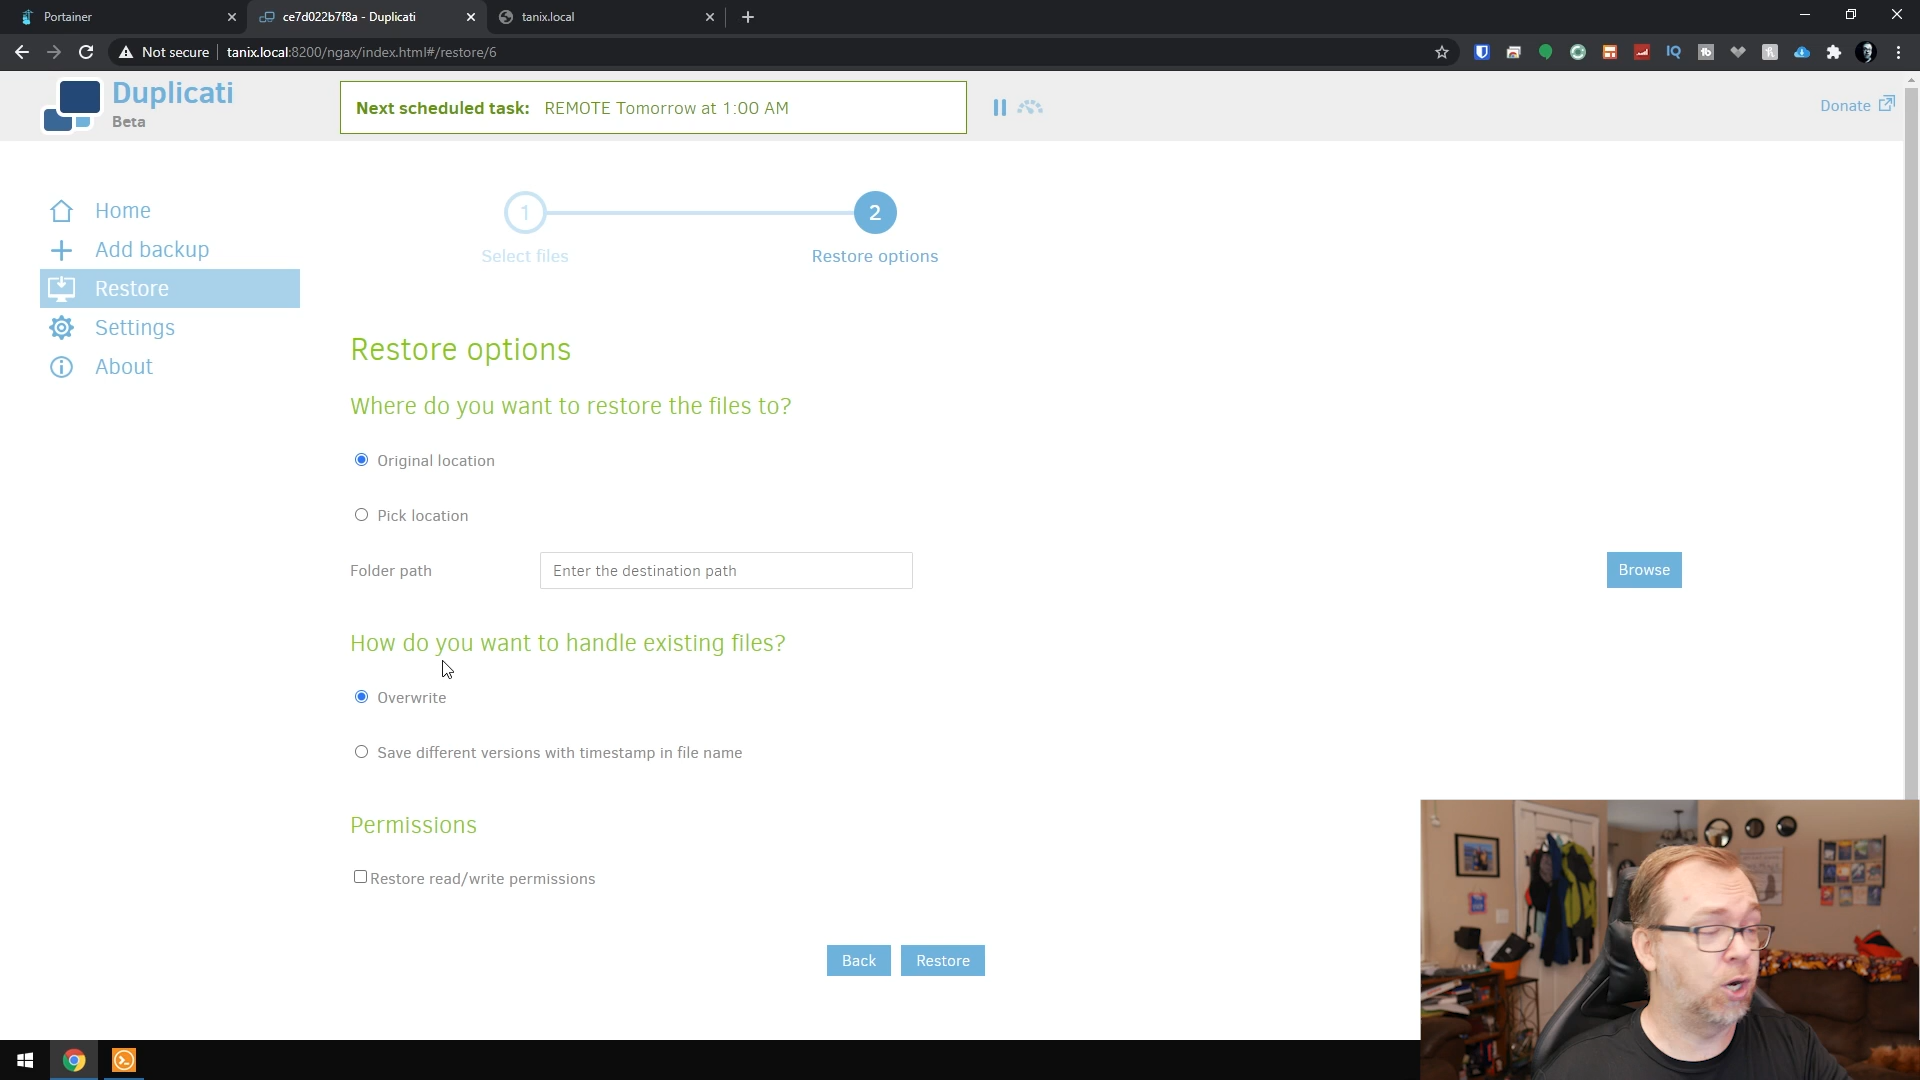 Portainer
ce7d022b7f8a - Duplicati
tanix.local
Not secure
tanix.local:8200/ngax/index.html#/restore/6
IQ
Duplicati
Beta
Next scheduled task: REMOTE Tomorrow at 1:00 AM
Donate
Home
Add backup
Restore
Settings
About
1
2
Select files
Restore options
Restore options
Where do you want to restore the files to?
Original location
Pick location
Folder path
Enter the destination path
Browse
How do you want to handle existing files?
Overwrite
Save different versions with timestamp in file name
Permissions
Restore read/write permissions
Back
Restore